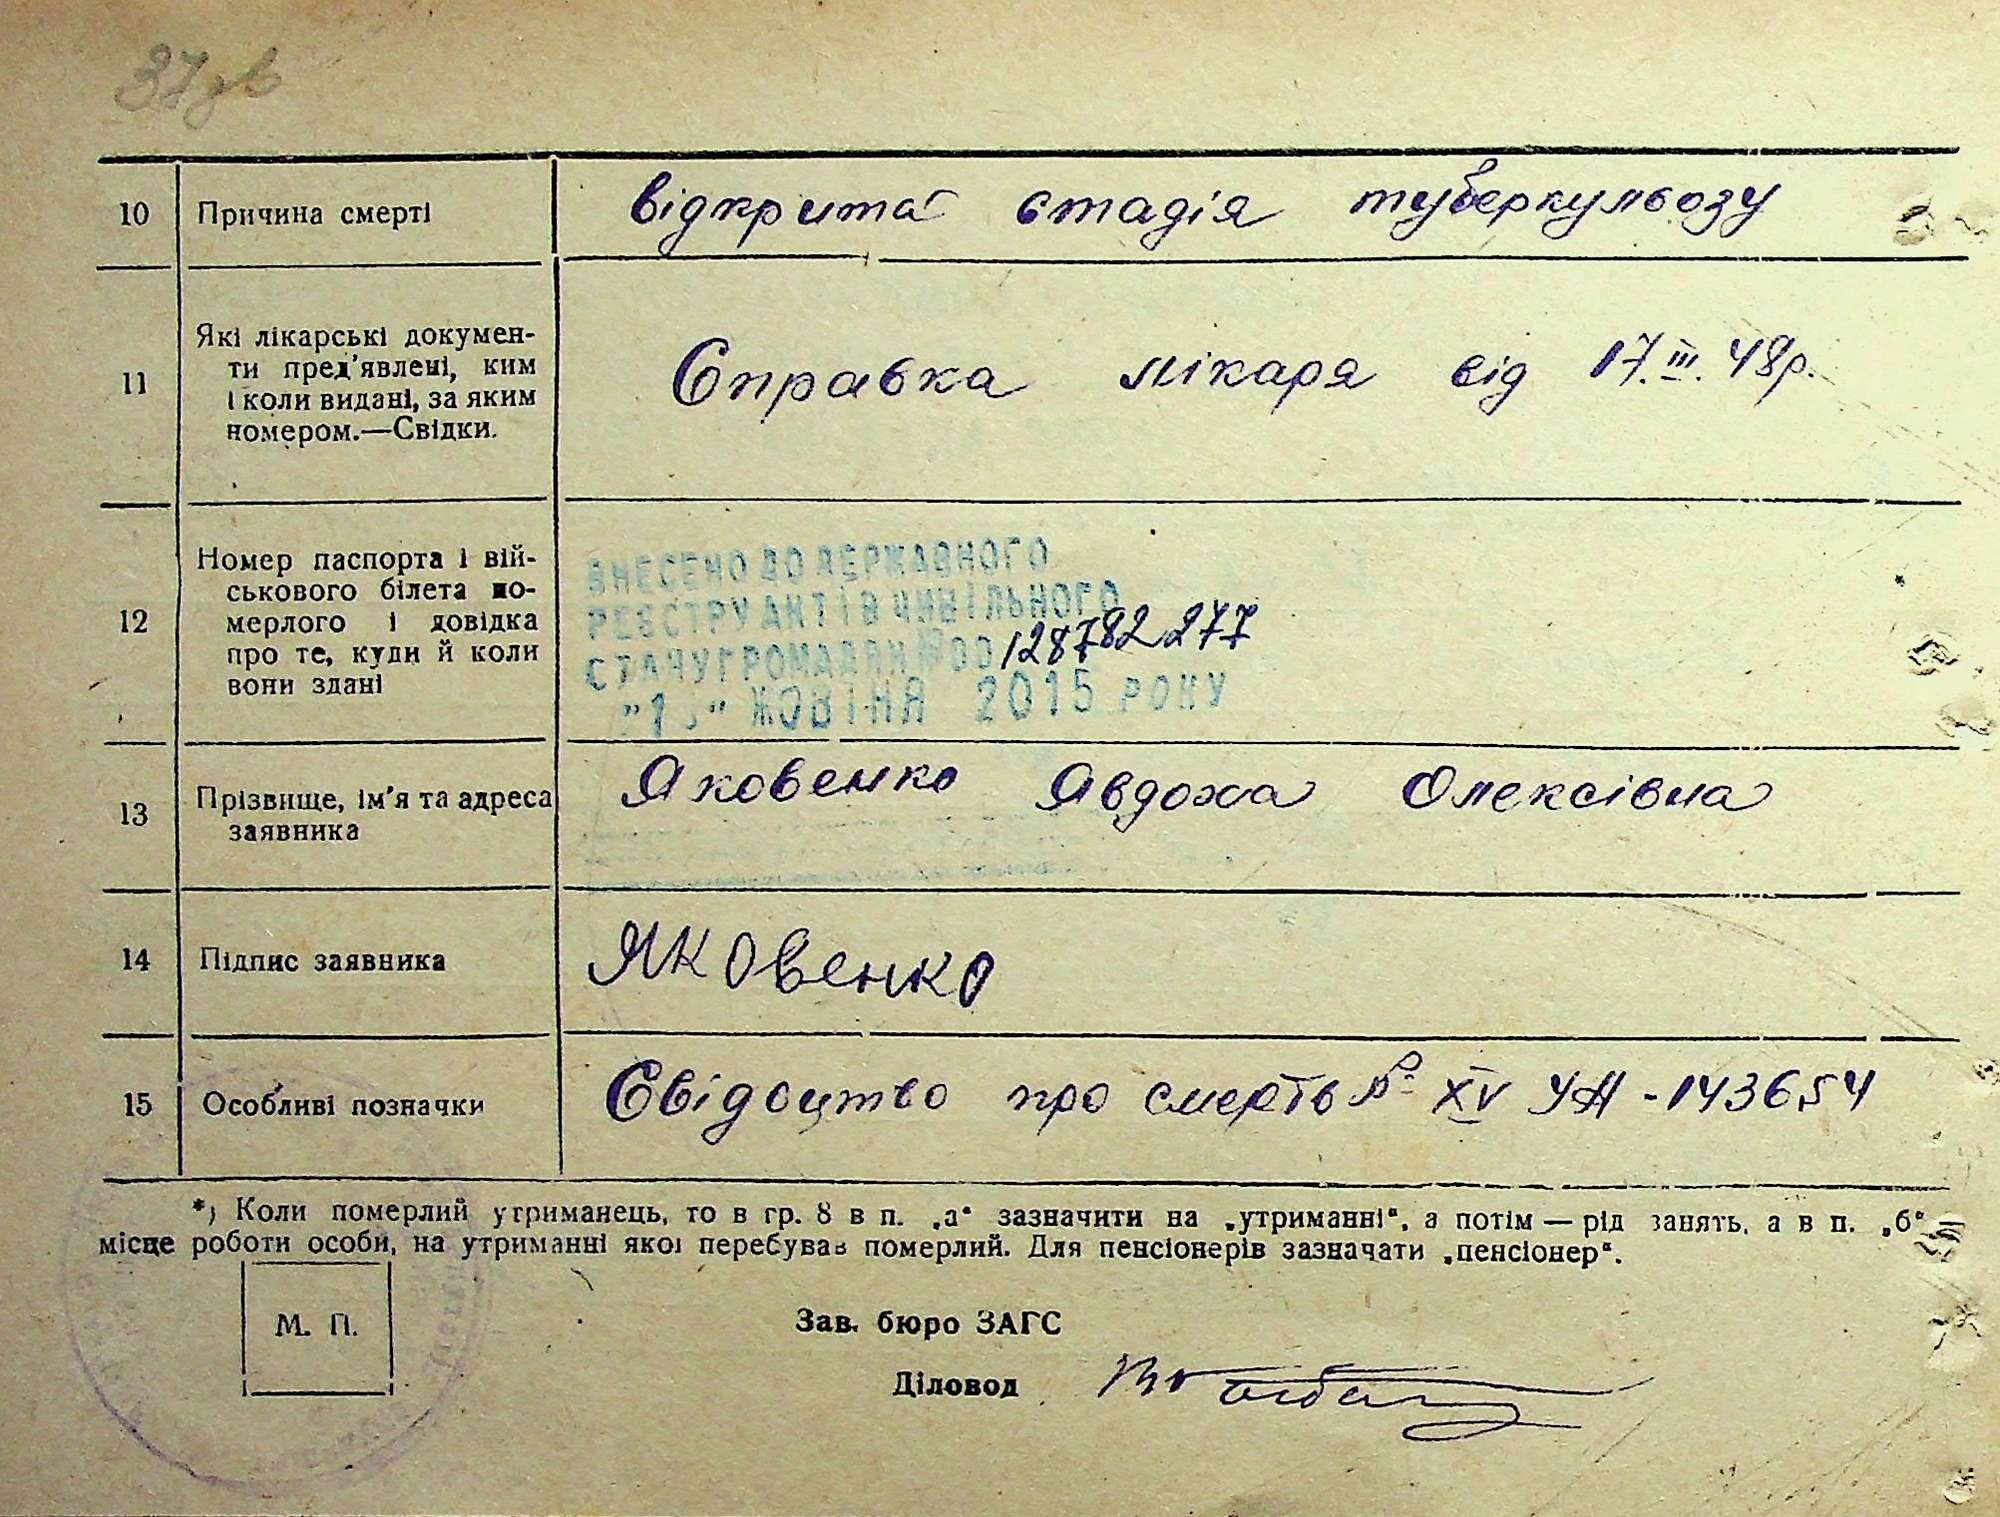 37зв
10 Причина смерті відкрита стадія туберкульозу
11 Які лікарські докумен-
ти пред'явлені, ким
і коли видані, за яким
номером.—Свідки.
Справка лікаря від 17.III.48р.
12 Номер паспорта і вій-
ськового білета по-
мерлого і довідка
про те, куди й коли
вони здані
ВНЕСЕНО ДО ДЕРЖАВНОГО
РЕЄСТРУ АКТІВ ЦИВІЛЬНОГО
СТАНУ ГРОМАДЯН №00128782277
ЖОВТНЯ 2015 РОКУ
13 Прізвище, ім'я та адреса
заявника
Яковенко Явдоха Олексівна
14 Підпис заявника Яковенко
15 Особливі позначки Свідоцтво про смерть № XV УА - 143654
*) Коли померлий утриманець, то в гр. 8 в п. „а“ зазначити на „утриманні“, а потім — рід занять, а в п. „б“
місце роботи особи, на утриманні якої перебував померлий. Для пенсіонерів зазначати „пенсіонер“.
М. П.
Зав. бюро ЗАГС
Діловод